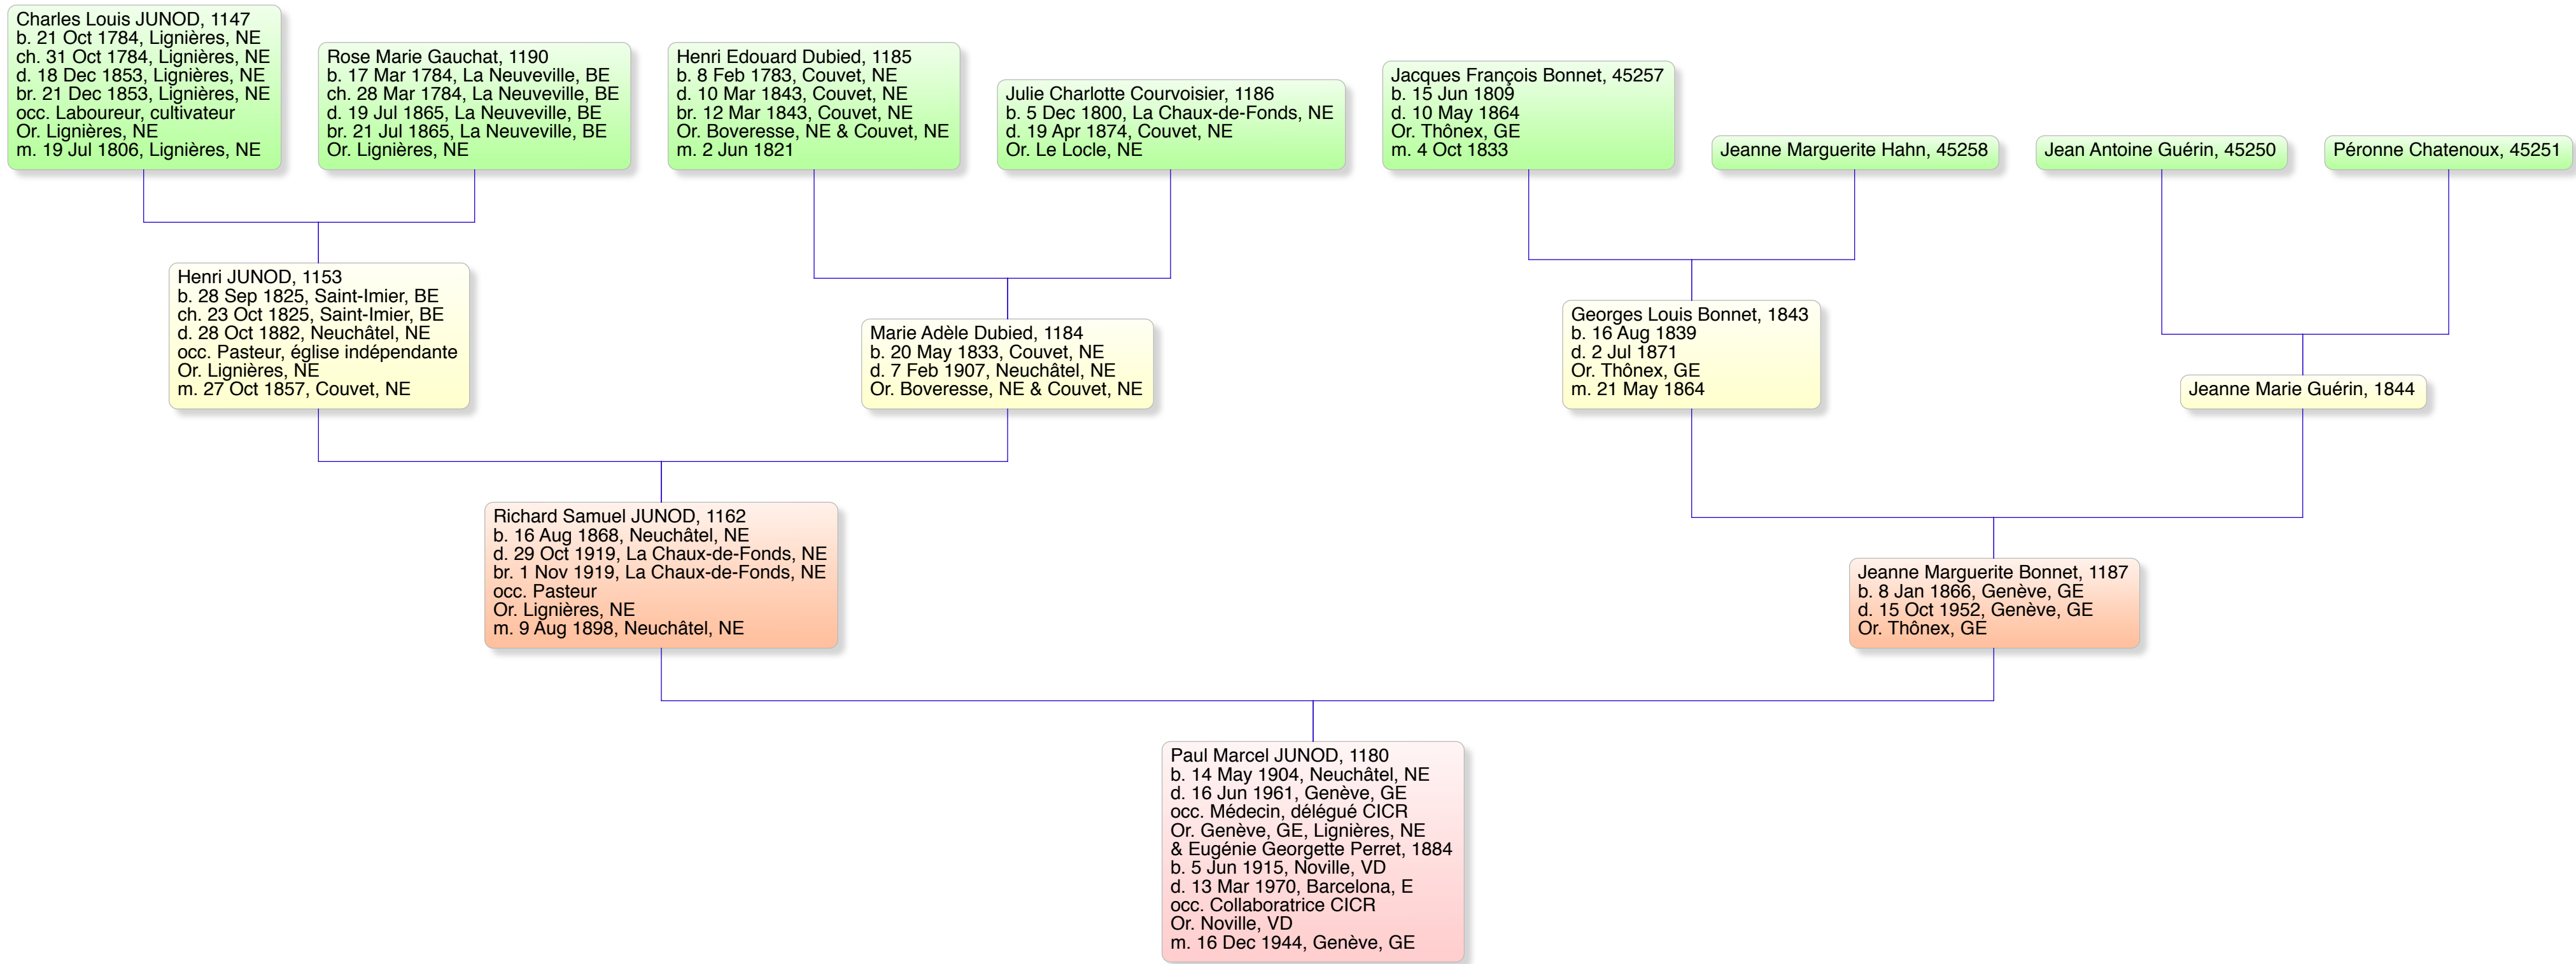 Charles Louis JUNOD, 1147
b. 21 Oct 1784, Lignières, NE
ch. 31 Oct 1784, Lignières, NE
d. 18 Dec 1853, Lignières, NE
br. 21 Dec 1853, Lignières, NE
occ. Laboureur, cultivateur
Or. Lignières, NE
m. 19 Jul 1806, Lignières, NE
Rose Marie Gauchat, 1190
b. 17 Mar 1784, La Neuveville, BE
ch. 28 Mar 1784, La Neuveville, BE
d. 19 Jul 1865, La Neuveville, BE
br. 21 Jul 1865, La Neuveville, BE
Or. Lignières, NE
Henri Edouard Dubied, 1185
b. 8 Feb 1783, Couvet, NE
d. 10 Mar 1843, Couvet, NE
br. 12 Mar 1843, Couvet, NE
Or. Boveresse, NE & Couvet, NE
m. 2 Jun 1821
Julie Charlotte Courvoisier, 1186
b. 5 Dec 1800, La Chaux-de-Fonds, NE
d. 19 Apr 1874, Couvet, NE
Or. Le Locle, NE
Jacques François Bonnet, 45257
b. 15 Jun 1809
d. 10 May 1864
Or. Thônex, GE
m. 4 Oct 1833
Jeanne Marguerite Hahn, 45258
Jean Antoine Guérin, 45250
Péronne Chatenoux, 45251
Henri JUNOD, 1153
b. 28 Sep 1825, Saint-Imier, BE
ch. 23 Oct 1825, Saint-Imier, BE
d. 28 Oct 1882, Neuchâtel, NE
occ. Pasteur, église indépendante
Or. Lignières, NE
m. 27 Oct 1857, Couvet, NE
Marie Adèle Dubied, 1184
b. 20 May 1833, Couvet, NE
d. 7 Feb 1907, Neuchâtel, NE
Or. Boveresse, NE & Couvet, NE
Georges Louis Bonnet, 1843
b. 16 Aug 1839
d. 2 Jul 1871
Or. Thônex, GE
m. 21 May 1864
Jeanne Marie Guérin, 1844
Richard Samuel JUNOD, 1162
b. 16 Aug 1868, Neuchâtel, NE
d. 29 Oct 1919, La Chaux-de-Fonds, NE
br. 1 Nov 1919, La Chaux-de-Fonds, NE
occ. Pasteur
Or. Lignières, NE
m. 9 Aug 1898, Neuchâtel, NE
Jeanne Marguerite Bonnet, 1187
b. 8 Jan 1866, Genève, GE
d. 15 Oct 1952, Genève, GE
Or. Thônex, GE
Paul Marcel JUNOD, 1180
b. 14 May 1904, Neuchâtel, NE
d. 16 Jun 1961, Genève, GE
occ. Médecin, délégué CICR
Or. Genève, GE, Lignières, NE
& Eugénie Georgette Perret, 1884
b. 5 Jun 1915, Noville, VD
d. 13 Mar 1970, Barcelona, E
occ. Collaboratrice CICR
Or. Noville, VD
m. 16 Dec 1944, Genève, GE